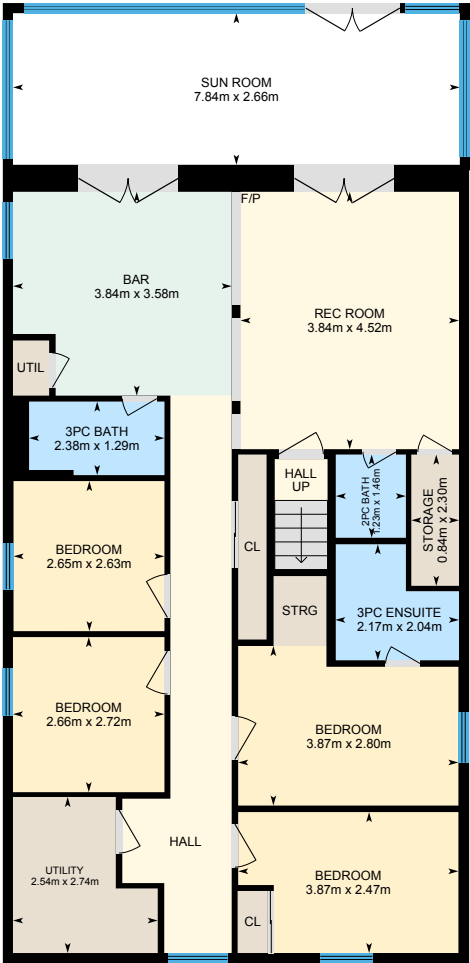 SUN ROOM
7.84m x 2.66m
F/P
BAR
3.84m x 3.58m
REC ROOM
3.84m x 4.52m
UTIL
3PC BATH
2.38m x 1.29m
HALL
UP
2PC BATH
1.23m x 1.46m
STORAGE
0.84m x 2.30m
CL
BEDROOM
2.65m x 2.63m
STRG
3PC ENSUITE
2.17m x 2.04m
BEDROOM
2.66m x 2.72m
BEDROOM
3.87m x 2.80m
HALL
UTILITY
2.54m x 2.74m
BEDROOM
3.87m x 2.47m
CL